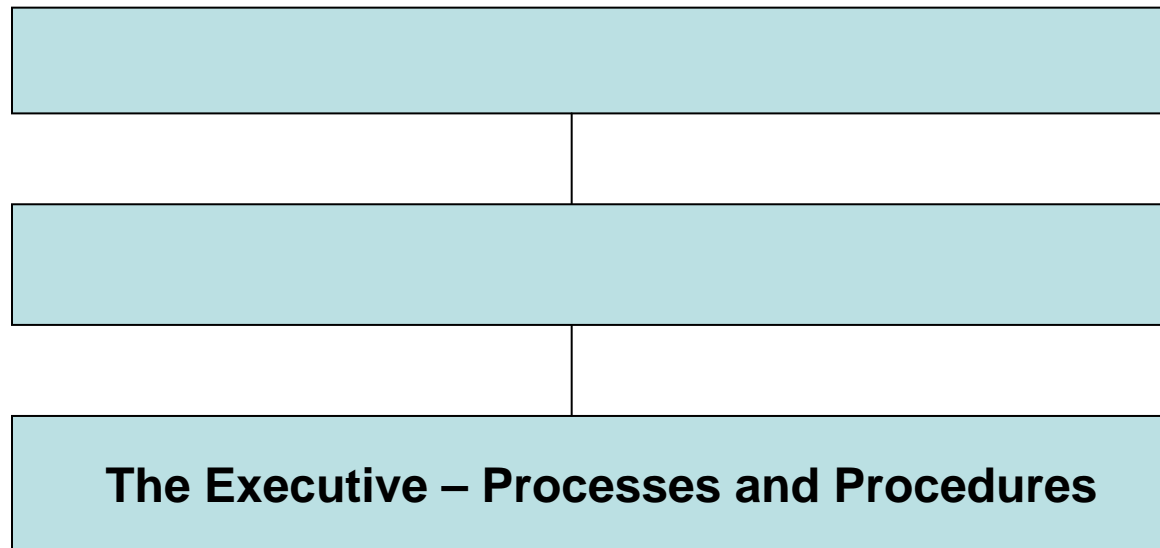 The Executive – Processes and Procedures